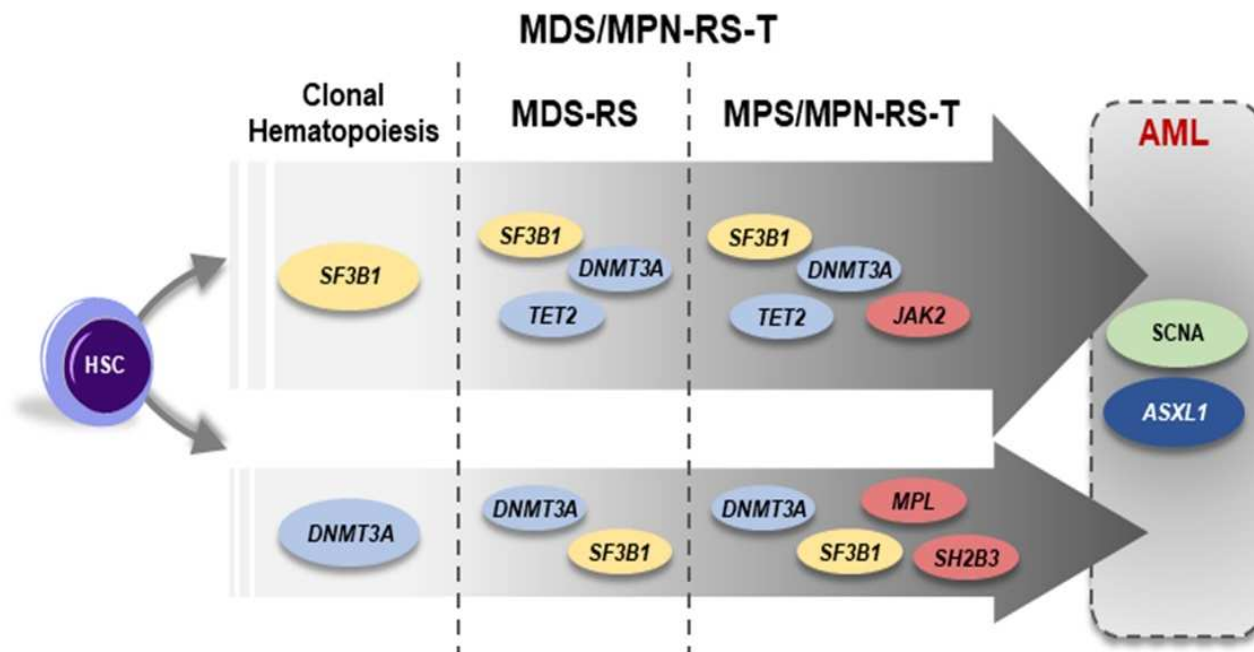 MDS/MPN-RS-T
Clonal
Hematopoiesis
MDS-RS
MPS/MPN-RS-T
AML
SF3B1
SF3B1
DNMT3A
TET2
SF3B1
DNMT3A
TET2
JAK2
HSC
SCNA
ASXL1
DNMT3A
DNMT3A
SF3B1
DNMT3A
MPL
SF3B1
SH2B3